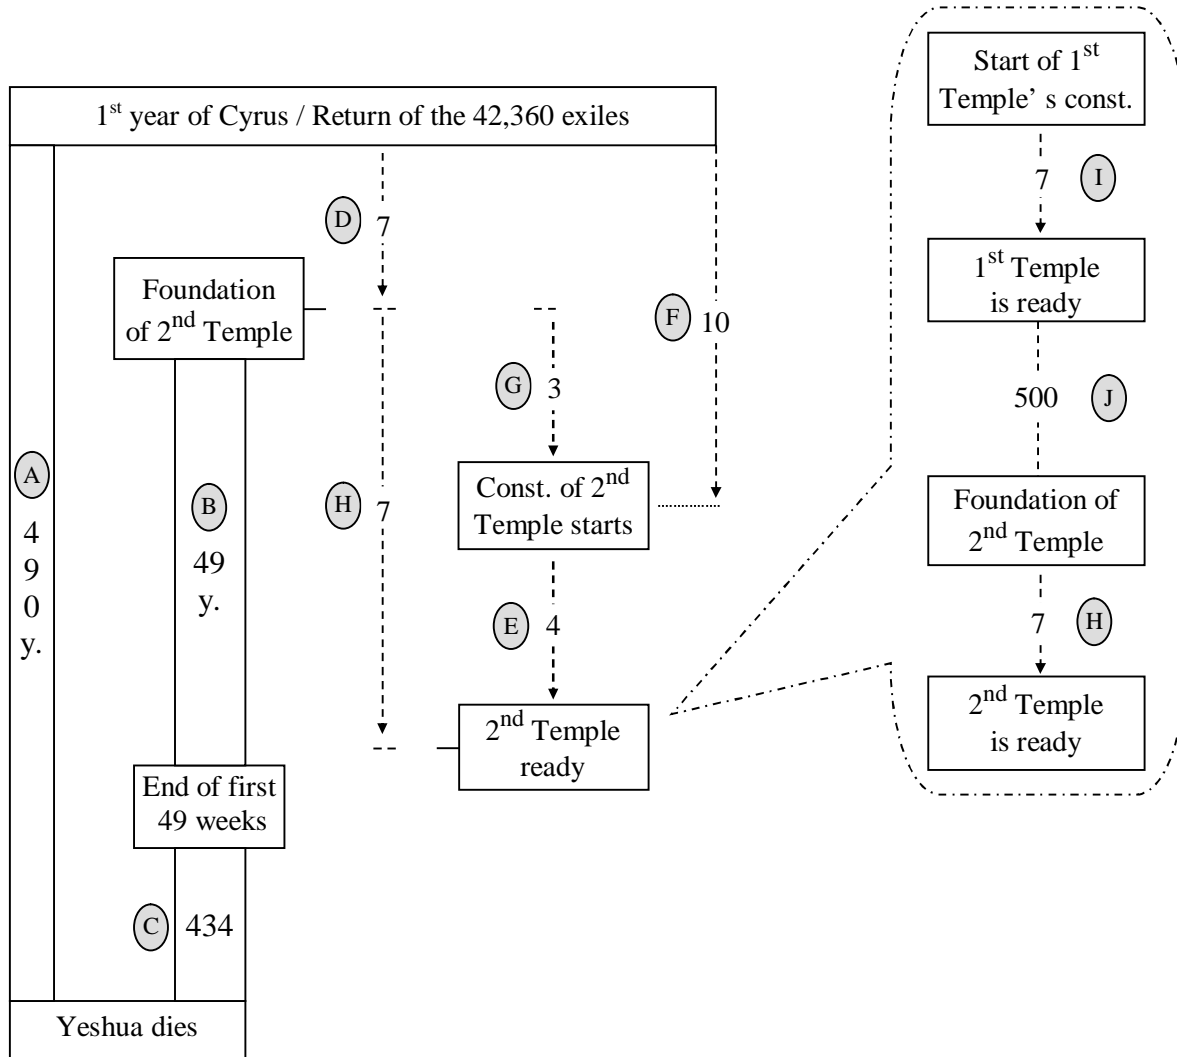 1st year of Cyrus / Return of the 42,360 exiles
D
7
Foundation
of 2nd Temple
F
10
G
3
A
4
9
0
y.
B
49
y.
H
7
Const. of 2nd
Temple starts
E
4
2nd Temple
ready
End of first
49 weeks
C
434
Yeshua dies
Start of 1st
Temple’ s const.
7
I
1st Temple
is ready
500
J
Foundation of
2nd Temple
7
H
2nd Temple
is ready